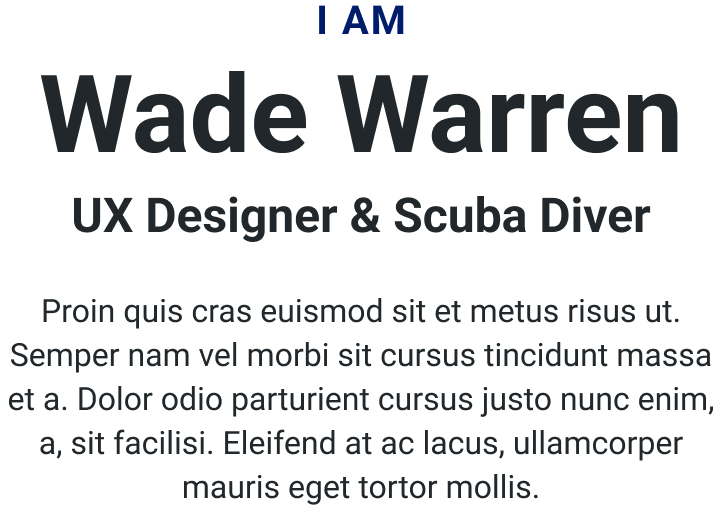 I AM
Wade Warren
UX Designer & Scuba Diver
Proin quis cras euismod sit et metus risus ut.
Semper nam vel morbi sit cursus tincidunt massa
et a. Dolor odio parturient cursus justo nunc enim,
a, sit facilisi. Eleifend at ac lacus, ullamcorper
mauris eget tortor mollis.